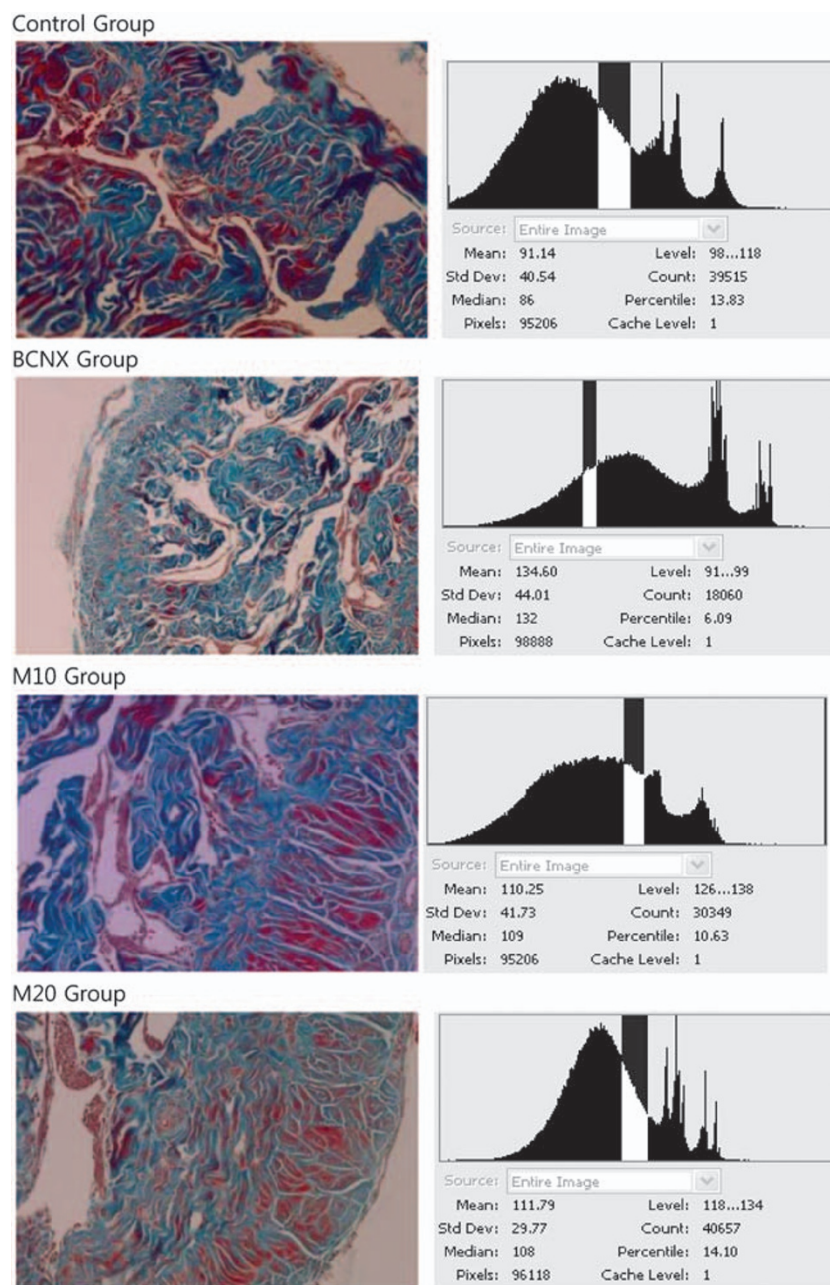 Control Group
Source: Entire Image
Mean: 91.14 Level: 98...118
Std Dev: 40.54 Count: 39515
Median: 86 Percentile: 13.83
Pixels: 95206 Cache Level: 1
BCNX Group
Source: Entire Image
Mean: 134.60 Level: 91...99
Std Dev: 44.01 Count: 18060
Median: 132 Percentile: 6.09
Pixels: 98888 Cache Level: 1
M10 Group
Source: Entire Image
Mean: 110.25 Level: 126...138
Std Dev: 41.73 Count: 30349
Median: 109 Percentile: 10.63
Pixels: 95206 Cache Level: 1
M20 Group
Source: Entire Image
Mean: 111.79 Level: 118...134
Std Dev: 29.77 Count: 40657
Median: 108 Percentile: 14.10
Pixels: 96118 Cache Level: 1